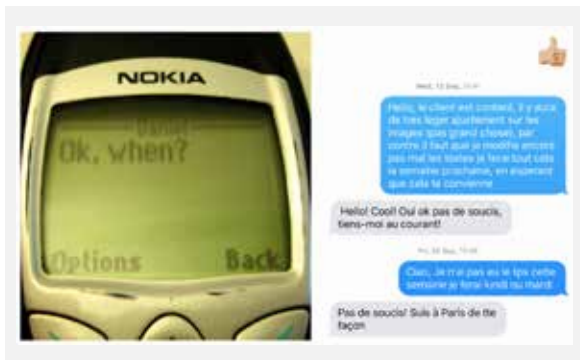 NOKIA
Daniel
Ok, when?
Options Back
Hello, le client est content, il y aura
de très leger ajustement sur les
images (pas grand chose), par
contre il faut que je modifie encore
pas mal les textes je ferai tout cela
la semaine prochaine, en esperant
que cela te convienne
Hello! Cool! Oui ok pas de soucis,
tiens-moi au courant!
Ciao, Je n'ai pas eu le tps cette
semaine je ferai lundi ou mardi
Pas de soucis! Suis à Paris de tte
façon